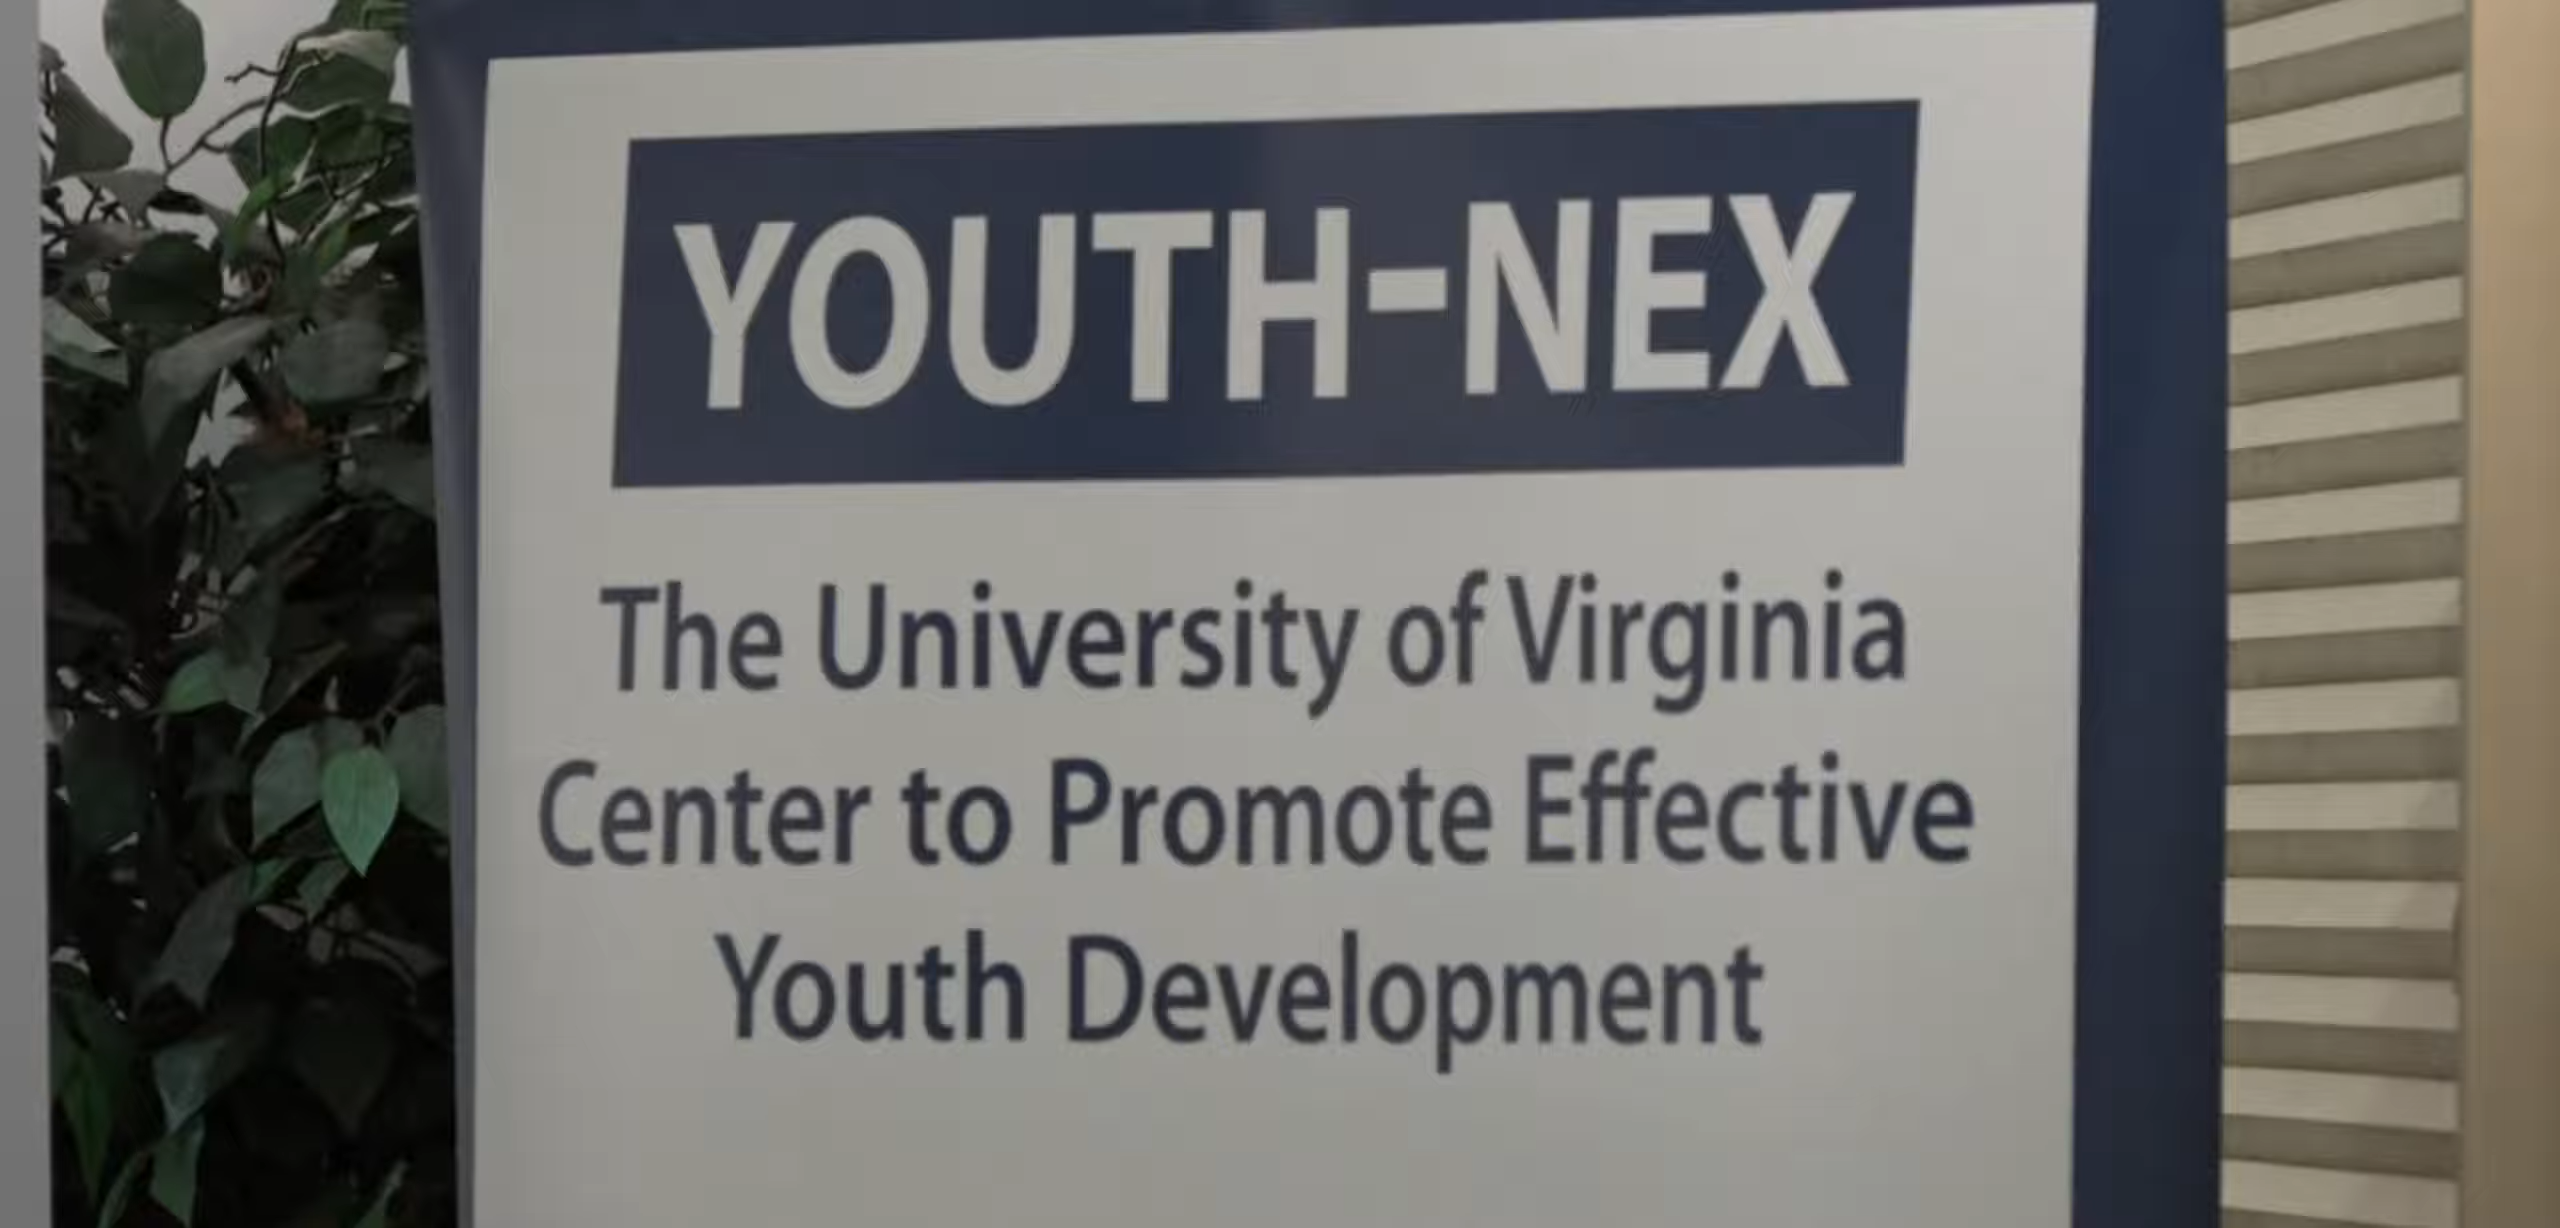 YOUTH-NEX
The University of Virginia
Center to Promote Effective
Youth Development